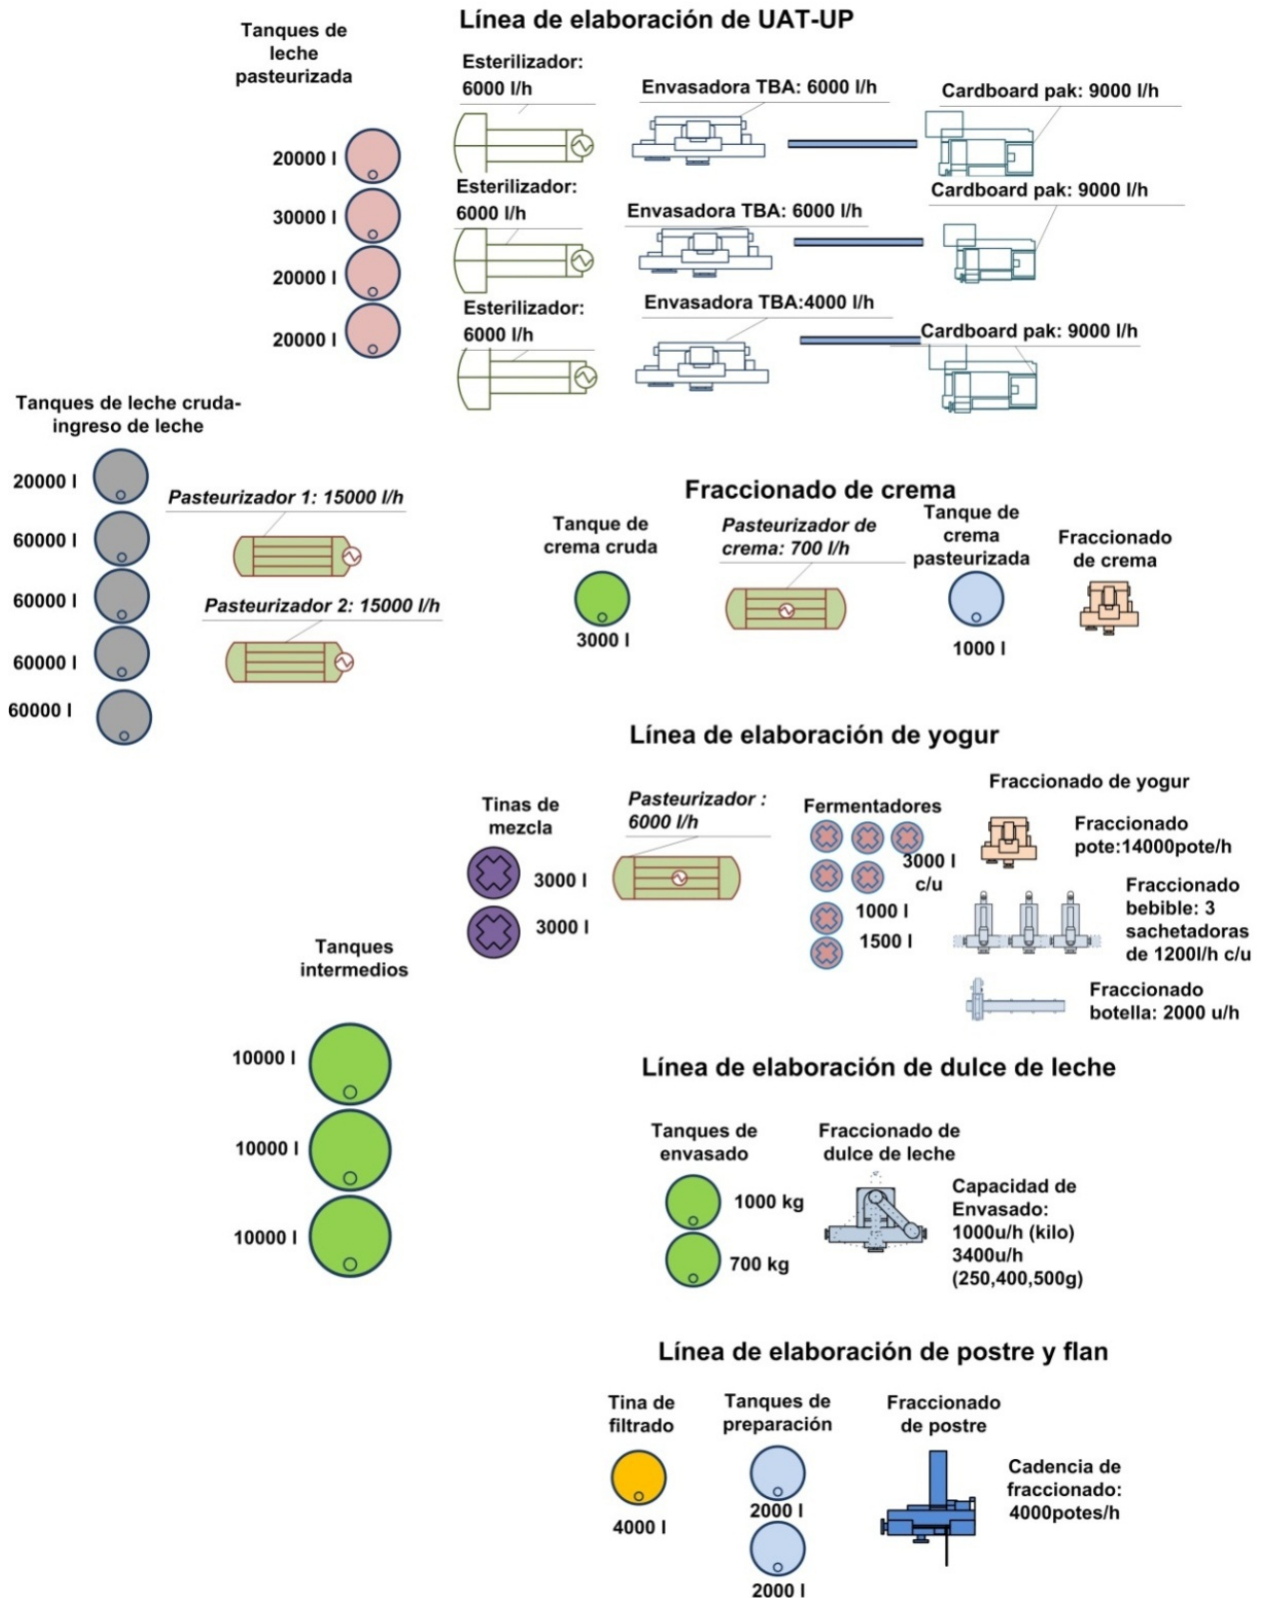 Línea de elaboración de UAT-UP
Tanques de
leche
pasteurizada
20000 l
30000 l
20000 l
20000 l
Esterilizador:
6000 l/h
Envasadora TBA: 6000 l/h
Cardboard pak: 9000 l/h
Esterilizador:
6000 l/h
Envasadora TBA: 6000 l/h
Cardboard pak: 9000 l/h
Esterilizador:
6000 l/h
Envasadora TBA:4000 l/h
Cardboard pak: 9000 l/h
Tanques de leche cruda-
ingreso de leche
20000 l
60000 l
60000 l
60000 l
60000 l
Pasteurizador 1: 15000 l/h
Pasteurizador 2: 15000 l/h
Fraccionado de crema
Tanque de
crema cruda
3000 l
Pasteurizador de
crema: 700 l/h
Tanque de
crema
pasteurizada
1000 l
Fraccionado
de crema
Línea de elaboración de yogur
Tinas de
mezcla
3000 l
3000 l
Pasteurizador :
6000 l/h
Fermentadores
3000 l
c/u
1000 l
1500 l
Fraccionado de yogur
Fraccionado
pote:14000pote/h
Fraccionado
bebible: 3
sachetadoras
de 1200l/h c/u
Fraccionado
botella: 2000 u/h
Tanques
intermedios
10000 l
10000 l
10000 l
Línea de elaboración de dulce de leche
Tanques de
envasado
1000 kg
700 kg
Fraccionado de
dulce de leche
Capacidad de
Envasado:
1000u/h (kilo)
3400u/h
(250,400,500g)
Línea de elaboración de postre y flan
Tina de
filtrado
4000 l
Tanques de
preparación
2000 l
2000 l
Fraccionado
de postre
Cadencia de
fraccionado:
4000potes/h